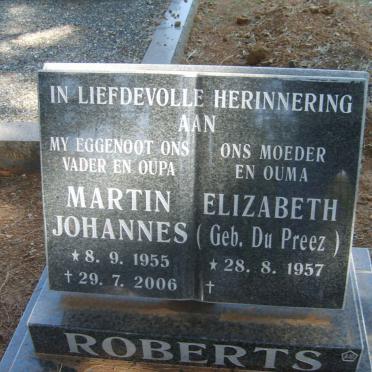 IN LIEFDEVOLLE HERINNERING
AAN
MY EGGENOOT ONS
VADER EN OUPA
MARTIN
JOHANNES
★ 8. 9. 1955
✝ 29. 7. 2006
ONS MOEDER
EN OUMA
ELIZABETH
( Geb. Du Preez )
★ 28. 8. 1957
✝
ROBERTS